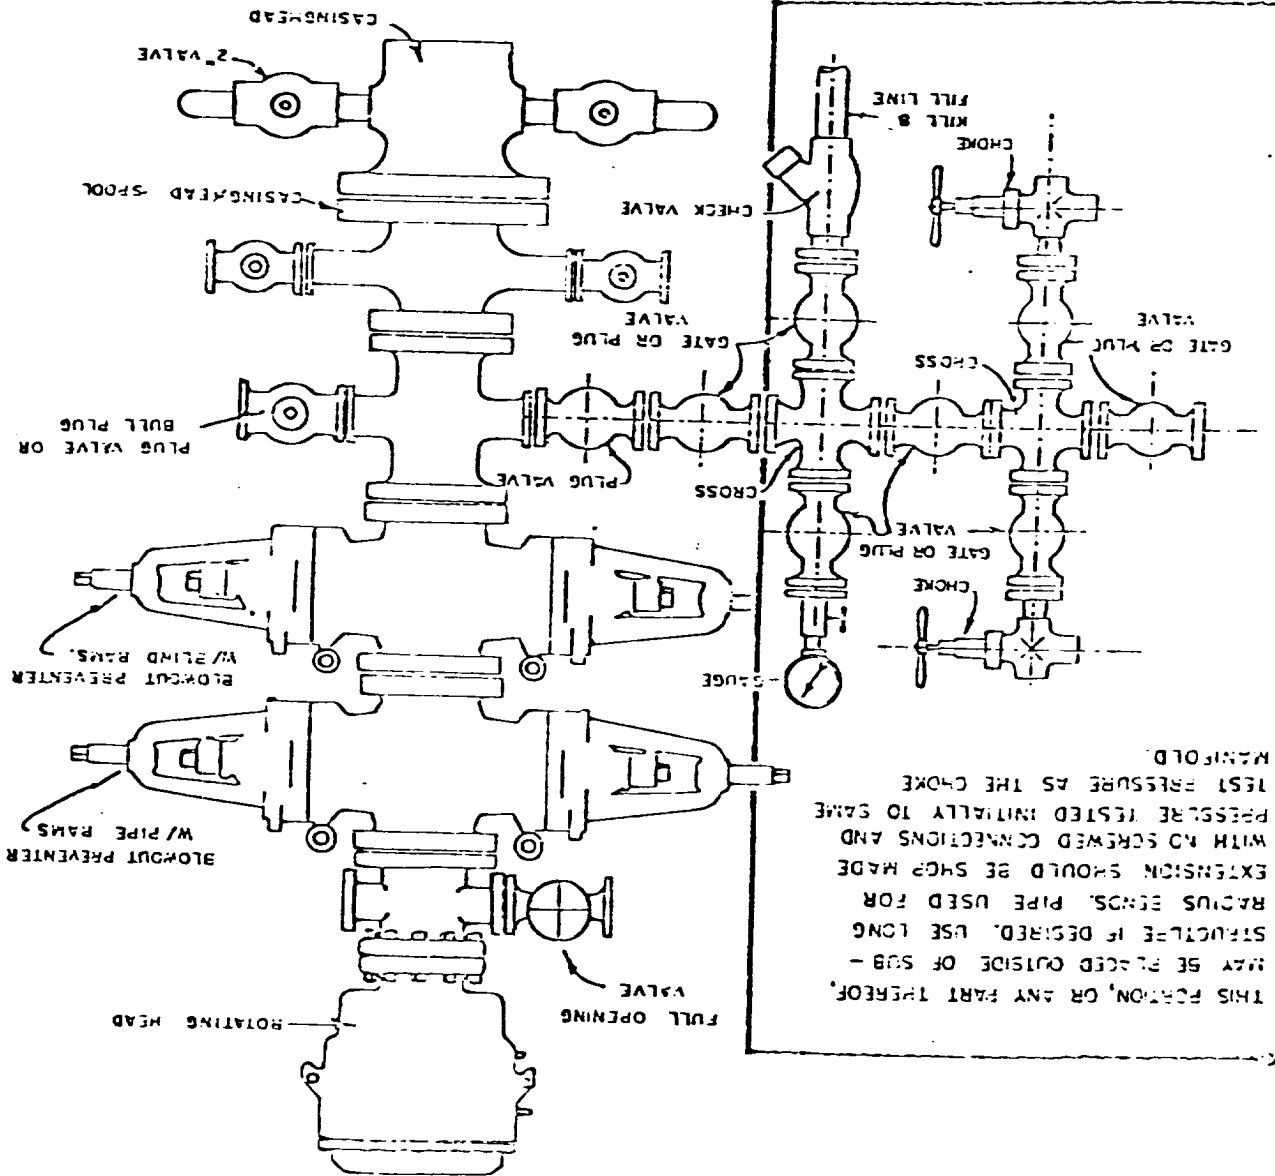 THIS PORTION, OR ANY PART THEREOF,
MAY BE PLACED OUTSIDE OF SUB-
STRUCTURE IF DESIRED. USE LONG
RADIUS BENDS. PIPE USED FOR
EXTENSION SHOULD BE SHOP MADE
WITH NO SCREWED CONNECTIONS AND
PRESSURE TESTED INITIALLY TO SAME
TEST PRESSURE AS THE CHOKE
MANIFOLD.
FULL OPENING
VALVE
ROTATING HEAD
BLOWOUT PREVENTER
W/PIPE RAMS
GAUGE
BLOWOUT PREVENTER
W/BLIND RAMS.
CHOKE
GATE OR PLUG
VALVE
CROSS
PLUG VALVE
PLUG VALVE OR
BULL PLUG
GATE OR PLUG
VALVE
CROSS
GATE OR PLUG
VALVE
CHECK VALVE
CASINGHEAD SPOOL
CHOKE
KILL &
FILL LINE
2" VALVE
CASINGHEAD